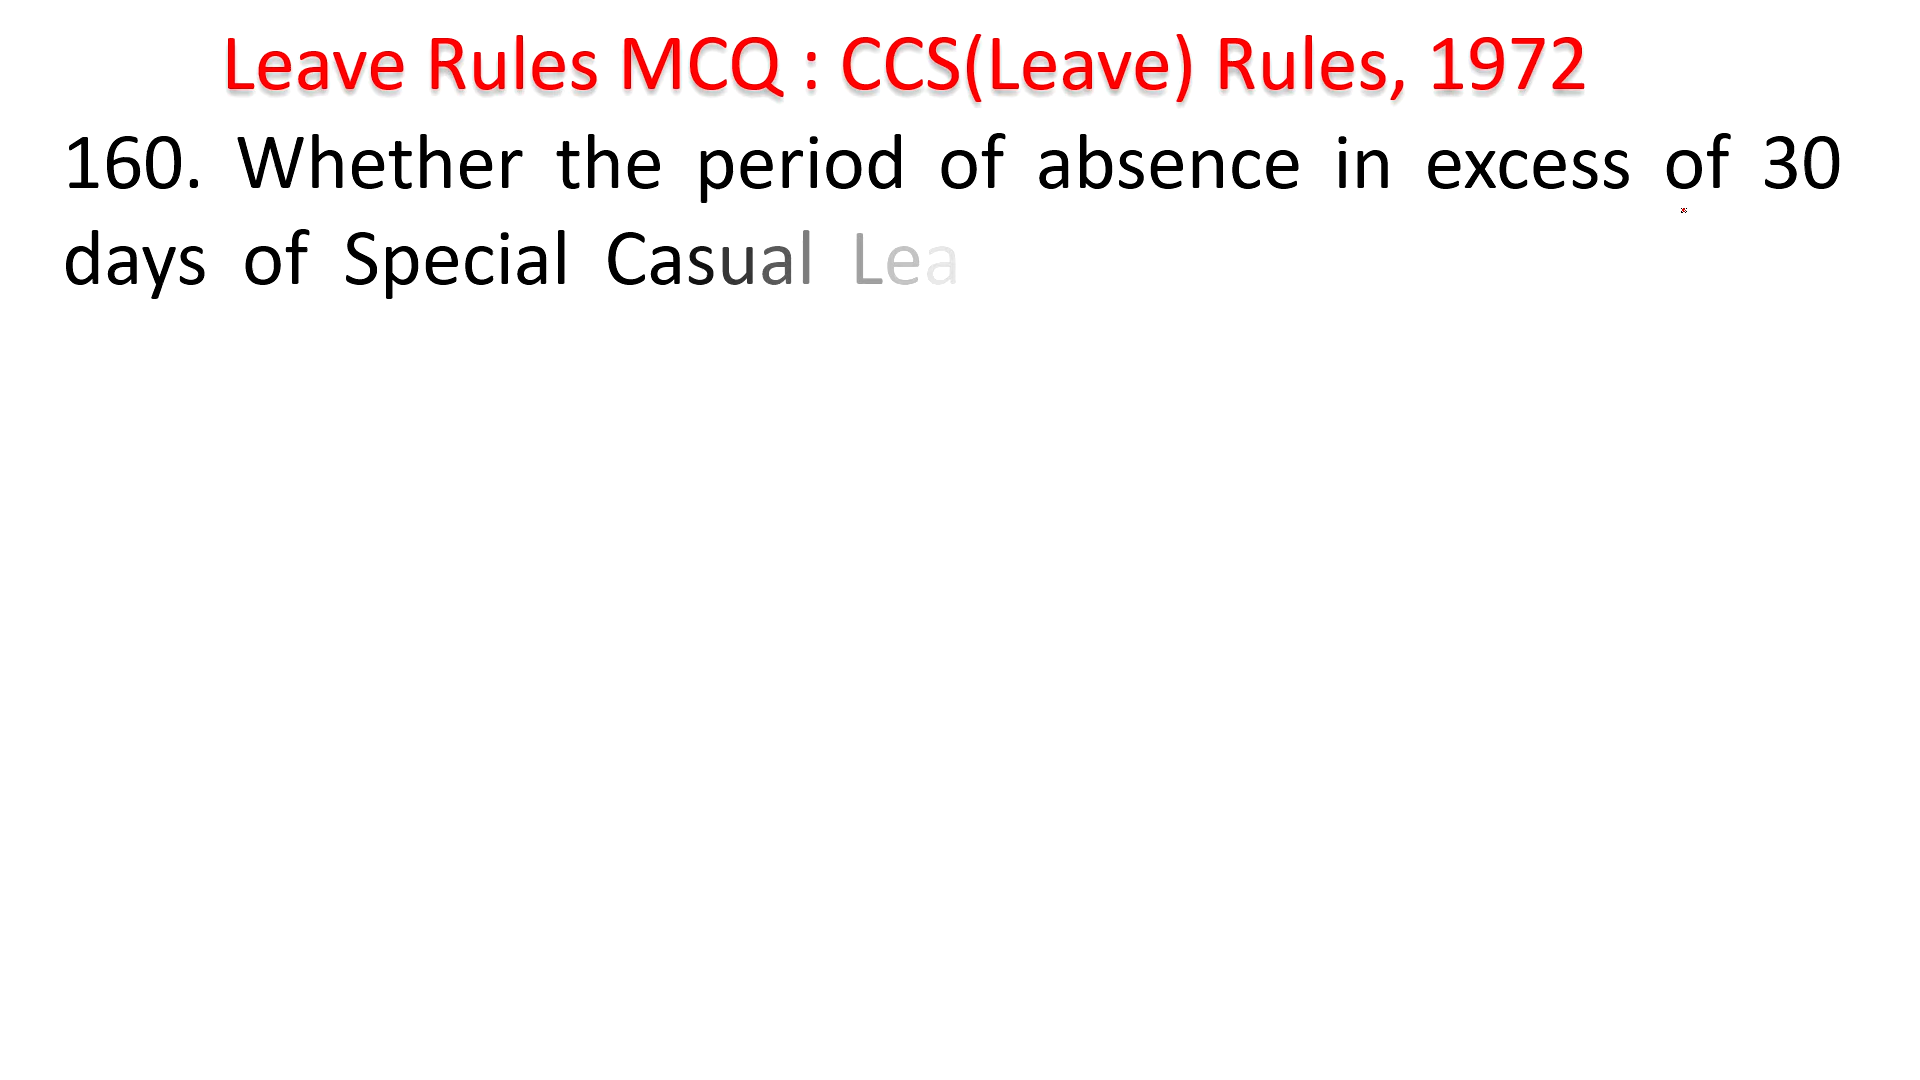 Leave Rules MCQ : CCS(Leave) Rules, 1972
160. Whether the period of absence in excess of 30
days of Special Casual Lea